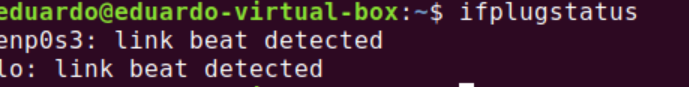 eduardo@eduardo-virtual-box:~$ ifplugstatus
enp0s3: link beat detected
lo: link beat detected